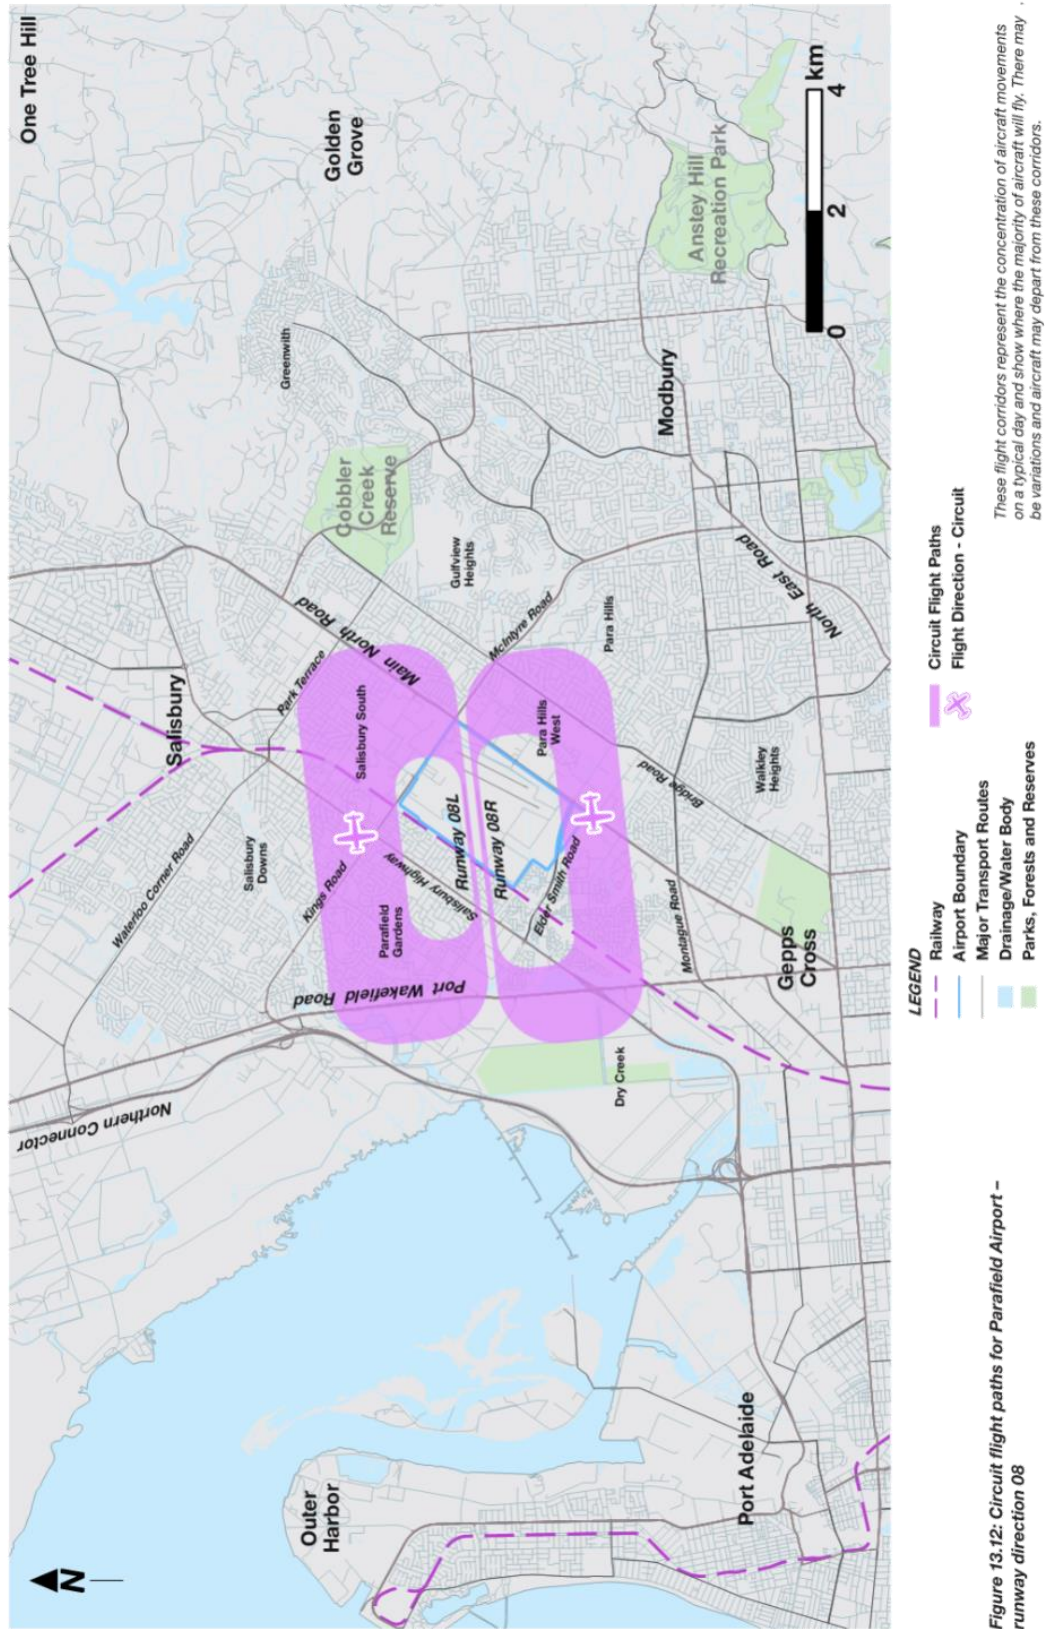 One Tree Hill
Golden
Grove
Greenwith
Cobbler
Creek
Reserve
Anstey Hill
Recreation Park
0
2
4
km
Modbury
Gulfview
Heights
McIntyre Road
Para Hills
Main North Road
Park Terrace
Salisbury
Salisbury South
Para Hills
West
North East Road
Bridge Road
Walkley
Heights
Waterloo Corner Road
Salisbury
Downs
Kings Road
Parafield
Gardens
Salisbury Highway
Runway 08L
Runway 08R
Elder Smith Road
Montague Road
Gepps
Cross
Port Wakefield Road
Northern Connector
Dry Creek
Outer
Harbor
Port Adelaide
N
Figure 13.12: Circuit flight paths for Parafield Airport –
runway direction 08
LEGEND
Railway
Airport Boundary
Major Transport Routes
Drainage/Water Body
Parks, Forests and Reserves
Circuit Flight Paths
Flight Direction - Circuit
These flight corridors represent the concentration of aircraft movements
on a typical day and show where the majority of aircraft will fly. There may
be variations and aircraft may depart from these corridors.